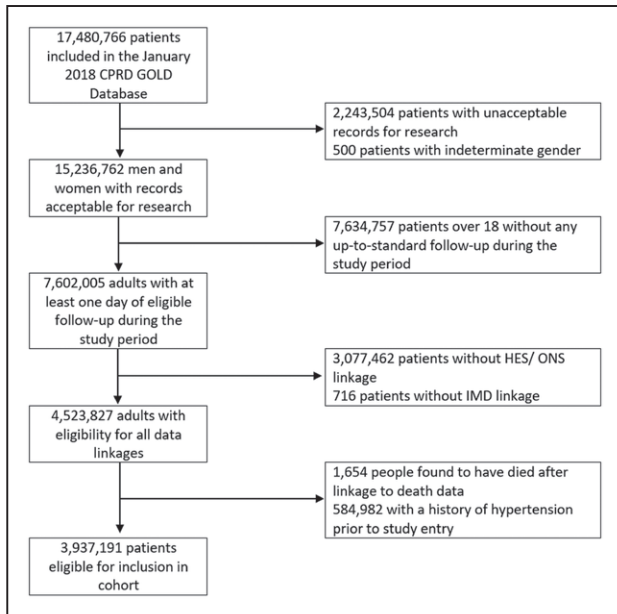 17,480,766 patients
included in the January
2018 CPRD GOLD
Database
2,243,504 patients with unacceptable
records for research
500 patients with indeterminate gender
15,236,762 men and
women with records
acceptable for research
7,634,757 patients over 18 without any
up-to-standard follow-up during the
study period
7,602,005 adults with at
least one day of eligible
follow-up during the
study period
3,077,462 patients without HES/ ONS
linkage
716 patients without IMD linkage
4,523,827 adults with
eligibility for all data
linkages
1,654 people found to have died after
linkage to death data
584,982 with a history of hypertension
prior to study entry
3,937,191 patients
eligible for inclusion in
cohort